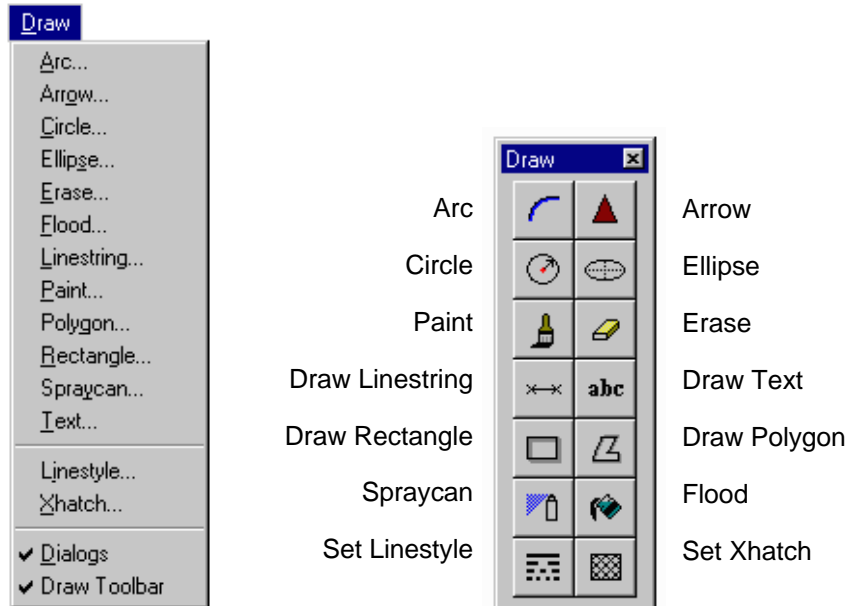 Draw
Arc...
Arrow...
Circle...
Ellipse...
Erase...
Flood...
Linestring...
Paint...
Polygon...
Rectangle...
Spraycan...
Text...
Linestyle...
Xhatch...
Dialogs
Draw Toolbar
Draw
Arc
Arrow
Circle
Ellipse
Paint
Erase
Draw Linestring
abc
Draw Text
Draw Rectangle
Draw Polygon
Spraycan
Flood
Set Linestyle
Set Xhatch